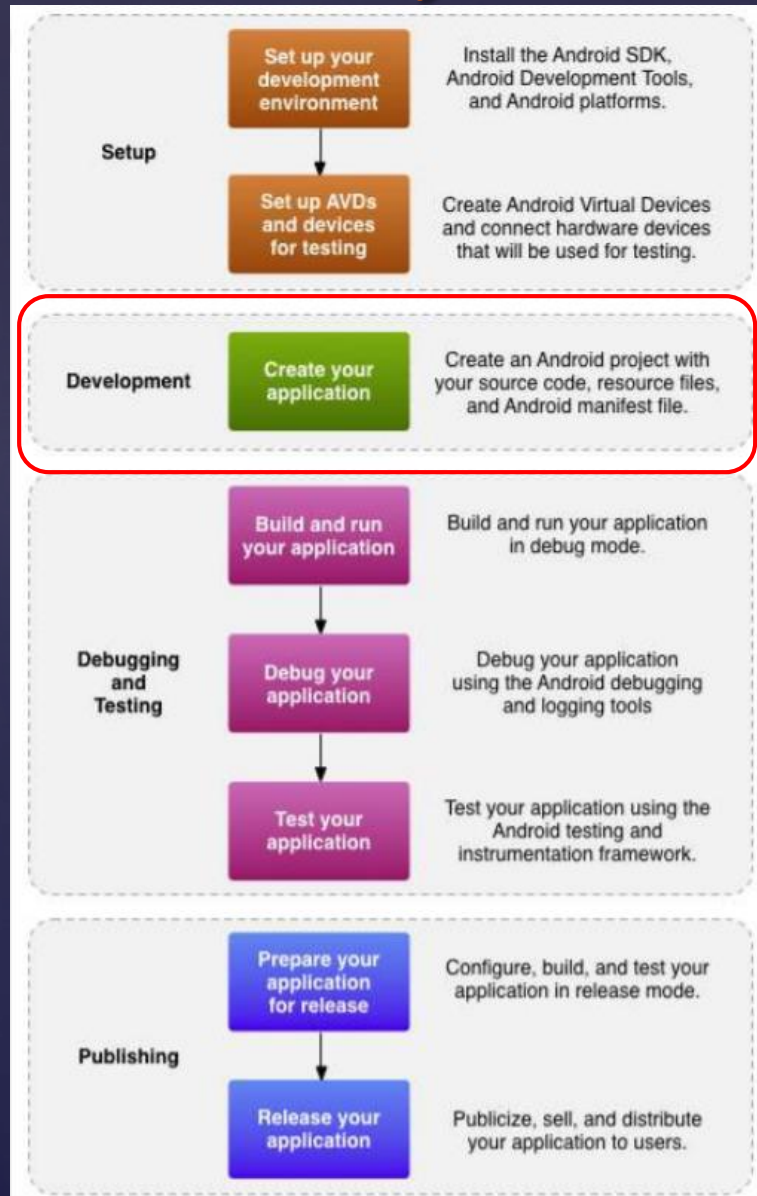 Set up your
development
environment
Install the Android SDK,
Android Development Tools,
and Android platforms.
Setup
Set up AVDs
and devices
for testing
Create Android Virtual Devices
and connect hardware devices
that will be used for testing.
Development
Create your
application
Create an Android project with
your source code, resource files,
and Android manifest file.
Build and run
your application
Build and run your application
in debug mode.
Debugging
and
Testing
Debug your
application
Debug your application
using the Android debugging
and logging tools
Test your
application
Test your application using the
Android testing and
instrumentation framework.
Prepare your
application
for release
Configure, build, and test your
application in release mode.
Publishing
Release your
application
Publicize, sell, and distribute
your application to users.